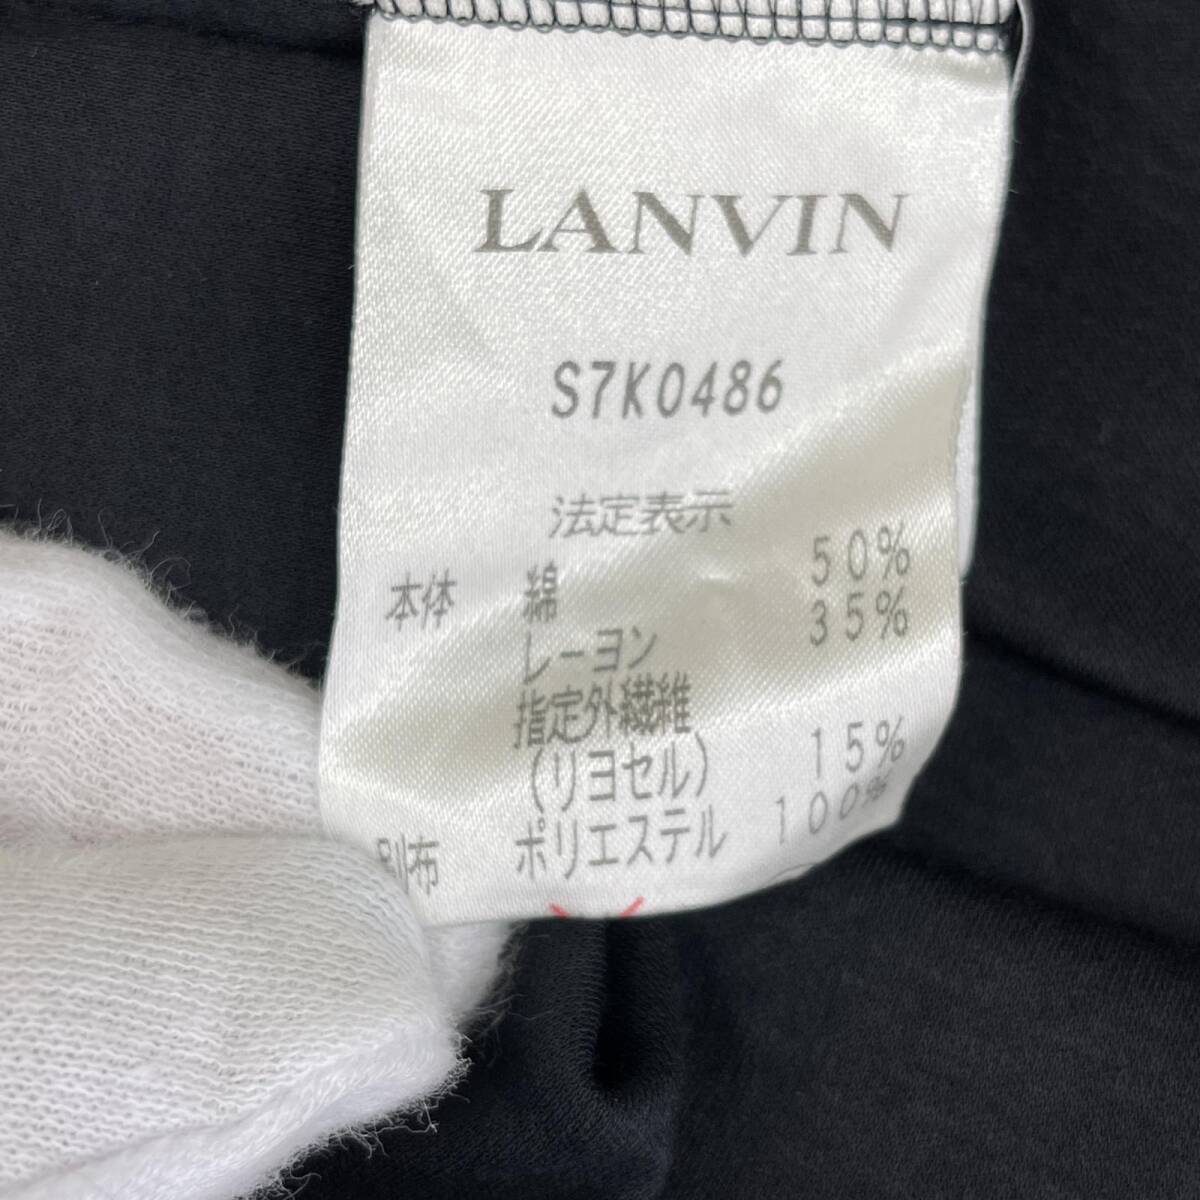 LANVIN
S7K0486
法定表示
本体 綿 50%
レーヨン 35%
指定外繊維
(リヨセル) 15%
別布 ポリエステル 100%